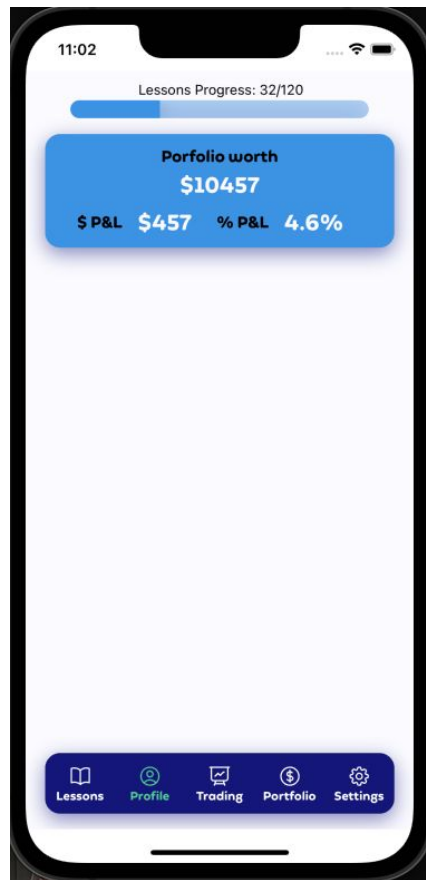 11:02
Lessons Progress: 32/120
Porfolio worth
$10457
$ P&L $457 % P&L 4.6%
Lessons Profile Trading Portfolio Settings